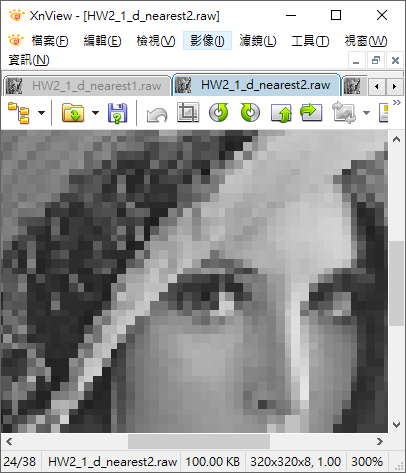 XnView - [HW2_1_d_nearest2.raw]
檔案(F) 編輯(E) 檢視(V) 影像(I) 濾鏡(L) 工具(T) 視窗(W)
資訊(N)
HW2_1_d_nearest1.raw HW2_1_d_nearest2.raw
24/38 HW2_1_d_nearest2.raw 100.00 KB 320x320x8, 1.00 300%